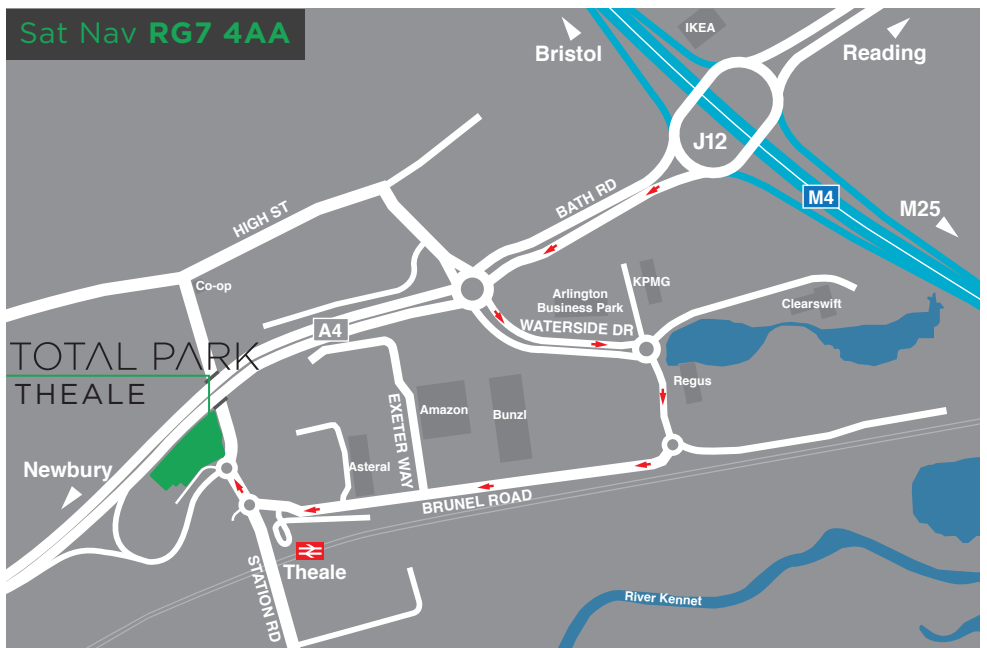 Sat Nav RG7 4AA
IKEA
Bristol
Reading
J12
BATH RD
M4
M25
HIGH ST
Co-op
KPMG
Arlington
Business Park
Clearswift
WATERSIDE DR
A4
TOTAL PARK
THEALE
Regus
EXETER WAY
Amazon
Bunzl
Asteral
Newbury
BRUNEL ROAD
Theale
STATION RD
River Kennet